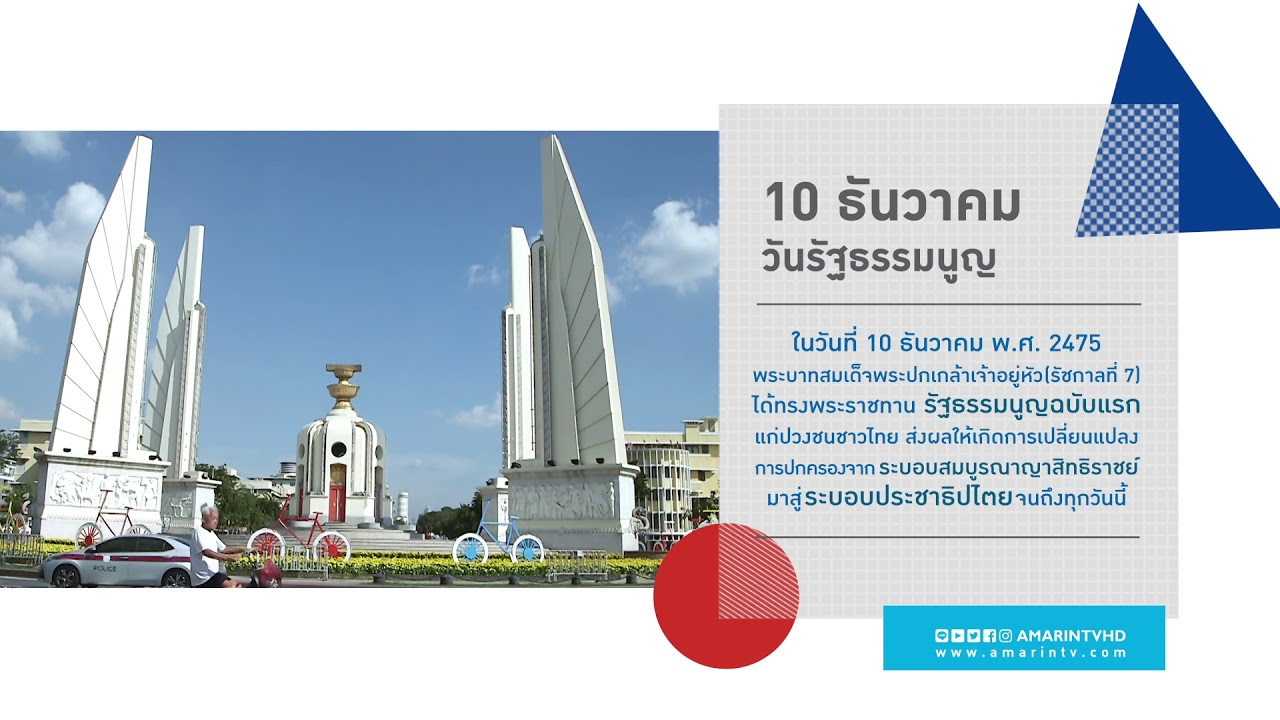 10 ธันวาคม
วันรัฐธรรมนูญ
ในวันที่ 10 ธันวาคม พ.ศ. 2475
พระบาทสมเด็จพระปกเกล้าเจ้าอยู่หัว(รัชกาลที่ 7)
ได้ทรงพระราชทาน รัฐธรรมนูญฉบับแรก
แก่ปวงชนชาวไทย ส่งผลให้เกิดการเปลี่ยนแปลง
การปกครองจาก ระบอบสมบูรณาญาสิทธิราชย์
มาสู่ ระบอบประชาธิปไตย จนถึงทุกวันนี้
AMARINTVHD
www.amarintv.com
POLICE